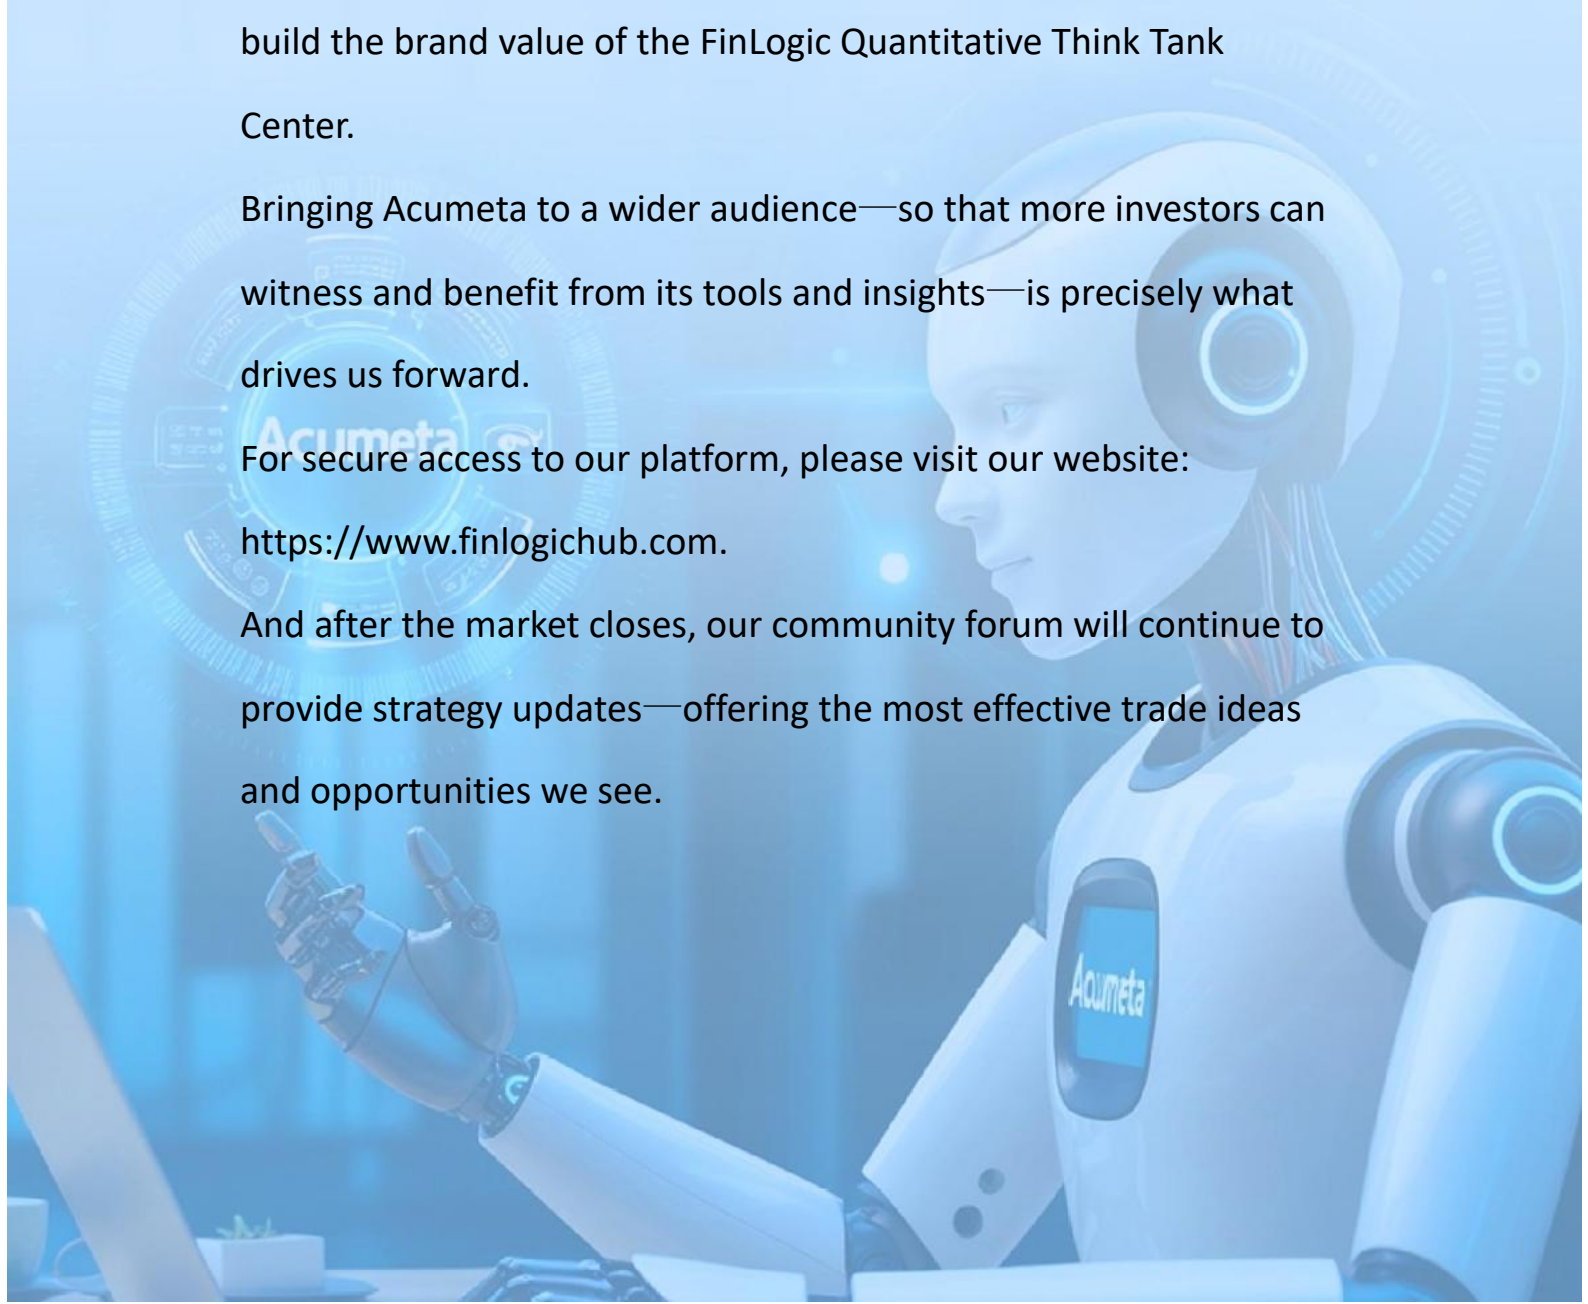 build the brand value of the FinLogic Quantitative Think Tank
Center.
Bringing Acumeta to a wider audience—so that more investors can
witness and benefit from its tools and insights—is precisely what
drives us forward.
Acumeta
For secure access to our platform, please visit our website:
https://www.finlogichub.com.
And after the market closes, our community forum will continue to
provide strategy updates—offering the most effective trade ideas
and opportunities we see.
Acumeta